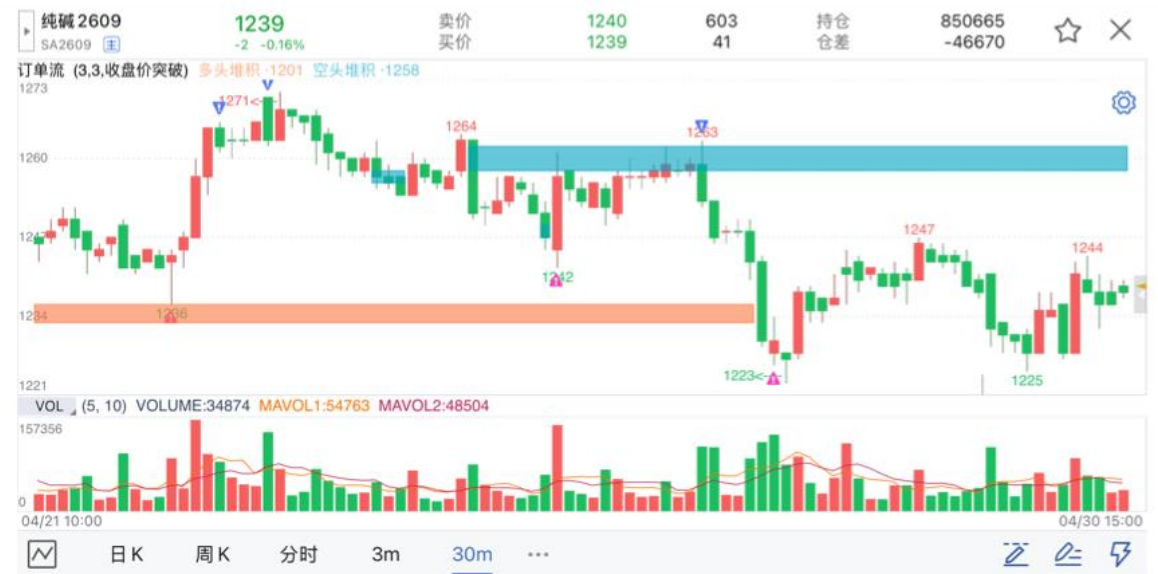 纯碱2609 1239 卖价 1240 603 持仓 850665
SA2609 主 -2 -0.16% 买价 1239 41 仓差 -46670
订单流 (3,3,收盘价突破) 多头堆积 ·1201 空头堆积 ·1258
1273
1271<
1264
1263
1260
1247
1247
1244
1242
1236
1234
1223<
1225
1221
VOL (5, 10) VOLUME:34874 MAVOL1:54763 MAVOL2:48504
157356
0
04/21 10:00 04/30 15:00
日K 周K 分时 3m 30m ···